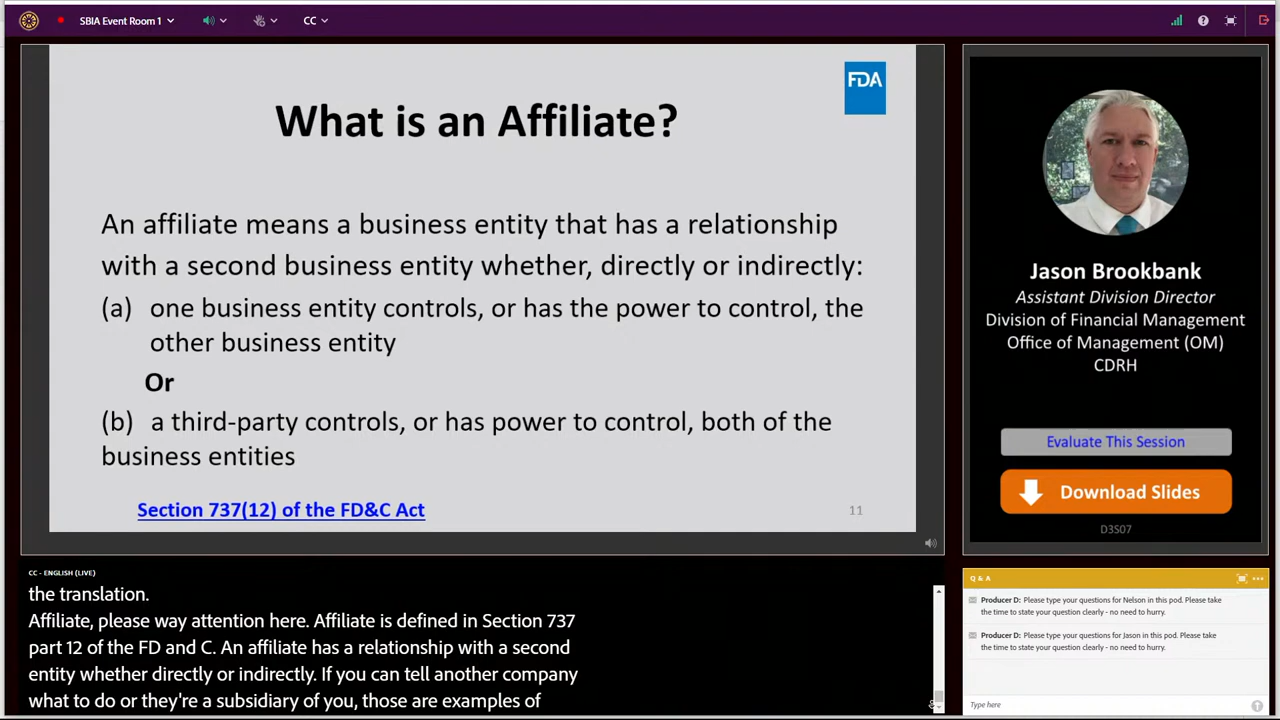 SBIA Event Room 1
CC
FDA
What is an Affiliate?
An affiliate means a business entity that has a relationship
with a second business entity whether, directly or indirectly:
(a) one business entity controls, or has the power to control, the
other business entity
Or
(b) a third-party controls, or has power to control, both of the
business entities
Section 737(12) of the FD&C Act
11
Jason Brookbank
Assistant Division Director
Division of Financial Management
Office of Management (OM)
CDRH
Evaluate This Session
Download Slides
D3S07
CC - ENGLISH (LIVE)
the translation.
Affiliate, please way attention here. Affiliate is defined in Section 737
part 12 of the FD and C. An affiliate has a relationship with a second
entity whether directly or indirectly. If you can tell another company
what to do or they're a subsidiary of you, those are examples of
Q & A
Producer D: Please type your questions for Nelson in this pod. Please take
the time to state your question clearly - no need to hurry.
Producer D: Please type your questions for Jason in this pod. Please take
the time to state your question clearly - no need to hurry.
Type here